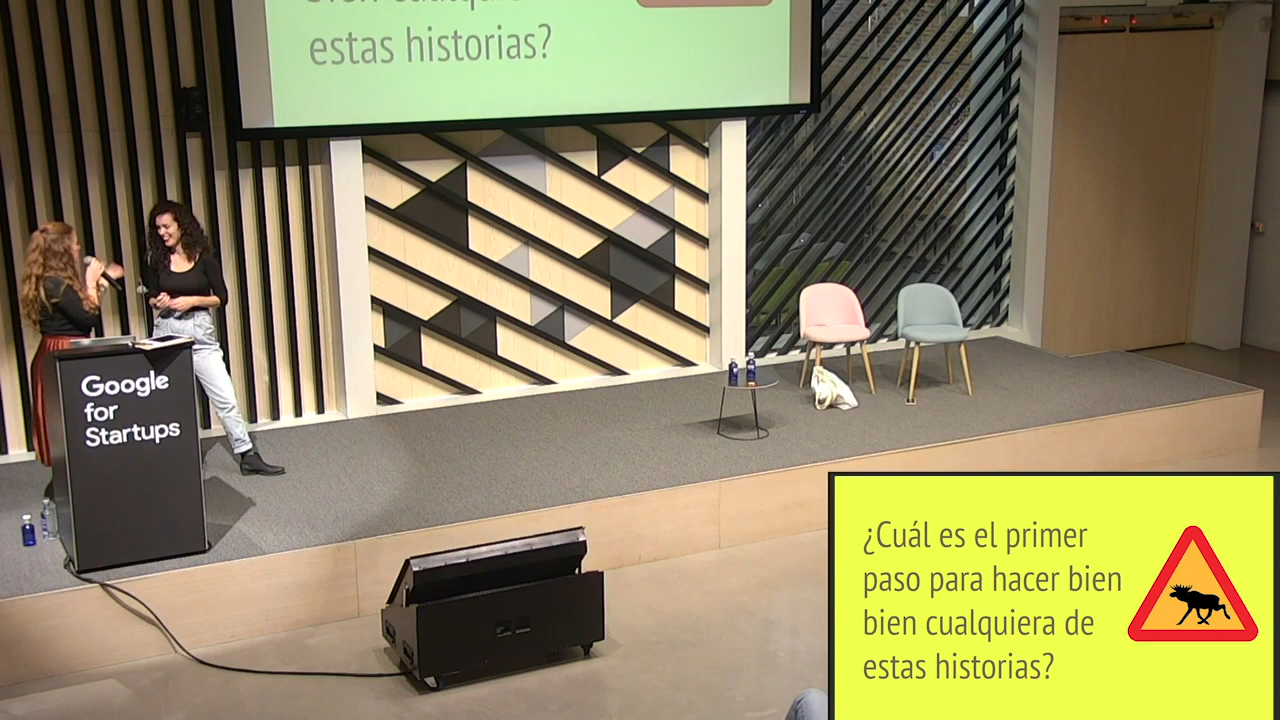 estas historias?
Google
for
Startups
¿Cuál es el primer
paso para hacer bien
bien cualquiera de
estas historias?